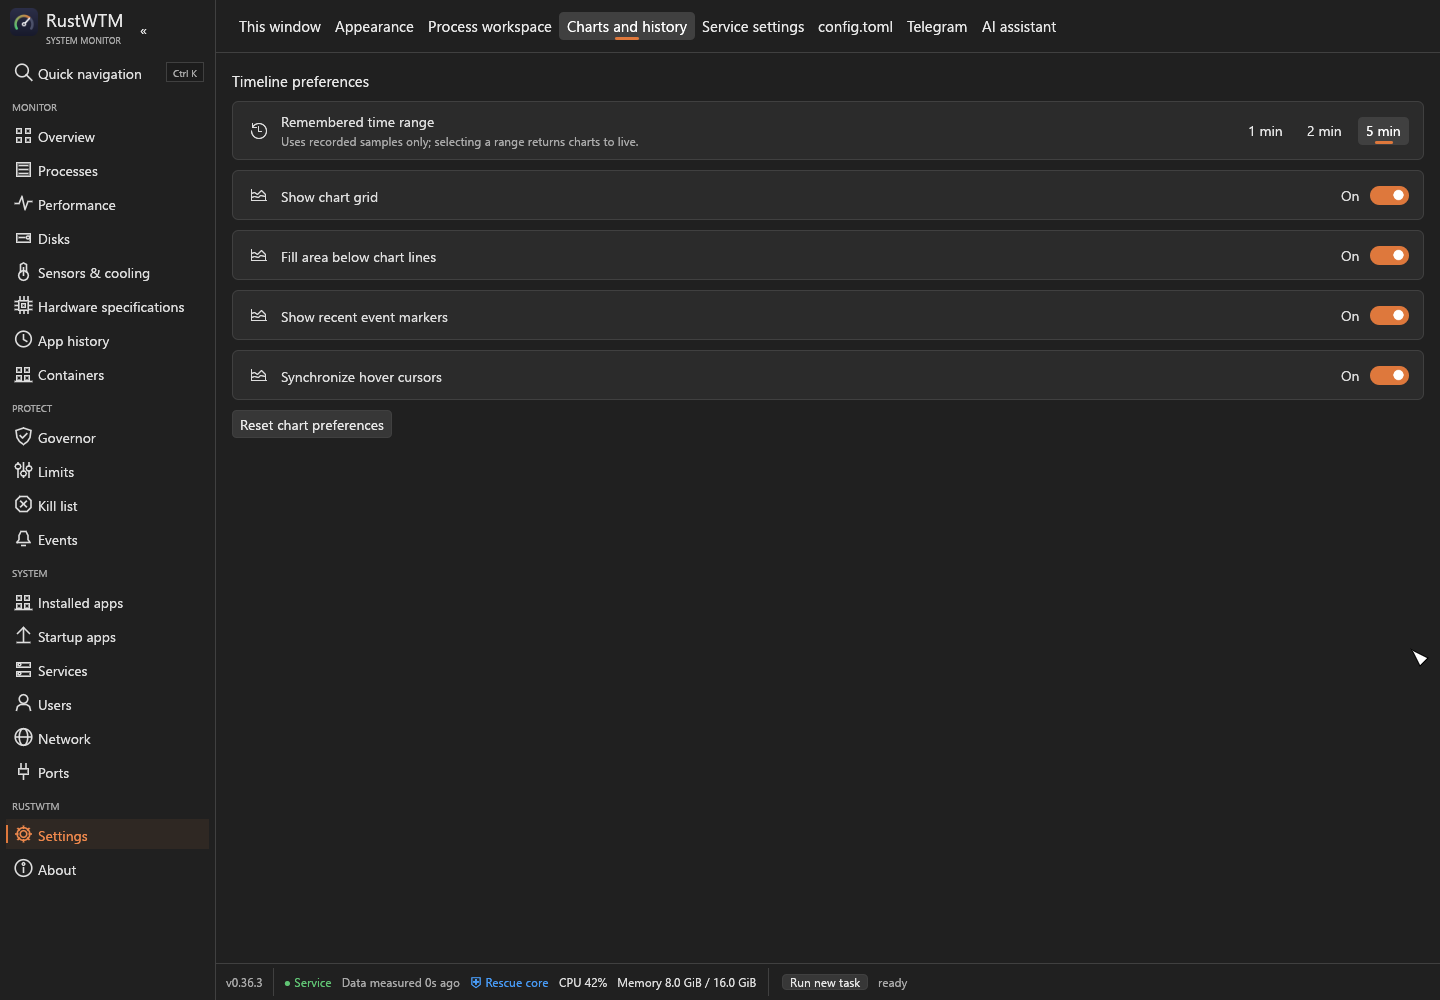 RustWTM
SYSTEM MONITOR
«
Quick navigation
Ctrl K
MONITOR
Overview
Processes
Performance
Disks
Sensors & cooling
Hardware specifications
App history
Containers
PROTECT
Governor
Limits
Kill list
Events
SYSTEM
Installed apps
Startup apps
Services
Users
Network
Ports
RUSTWTM
Settings
About
This window Appearance Process workspace Charts and history Service settings config.toml Telegram AI assistant
Timeline preferences
Remembered time range
Uses recorded samples only; selecting a range returns charts to live.
1 min 2 min 5 min
Show chart grid On
Fill area below chart lines On
Show recent event markers On
Synchronize hover cursors On
Reset chart preferences
v0.36.3 Service Data measured 0s ago Rescue core CPU 42% Memory 8.0 GiB / 16.0 GiB Run new task ready